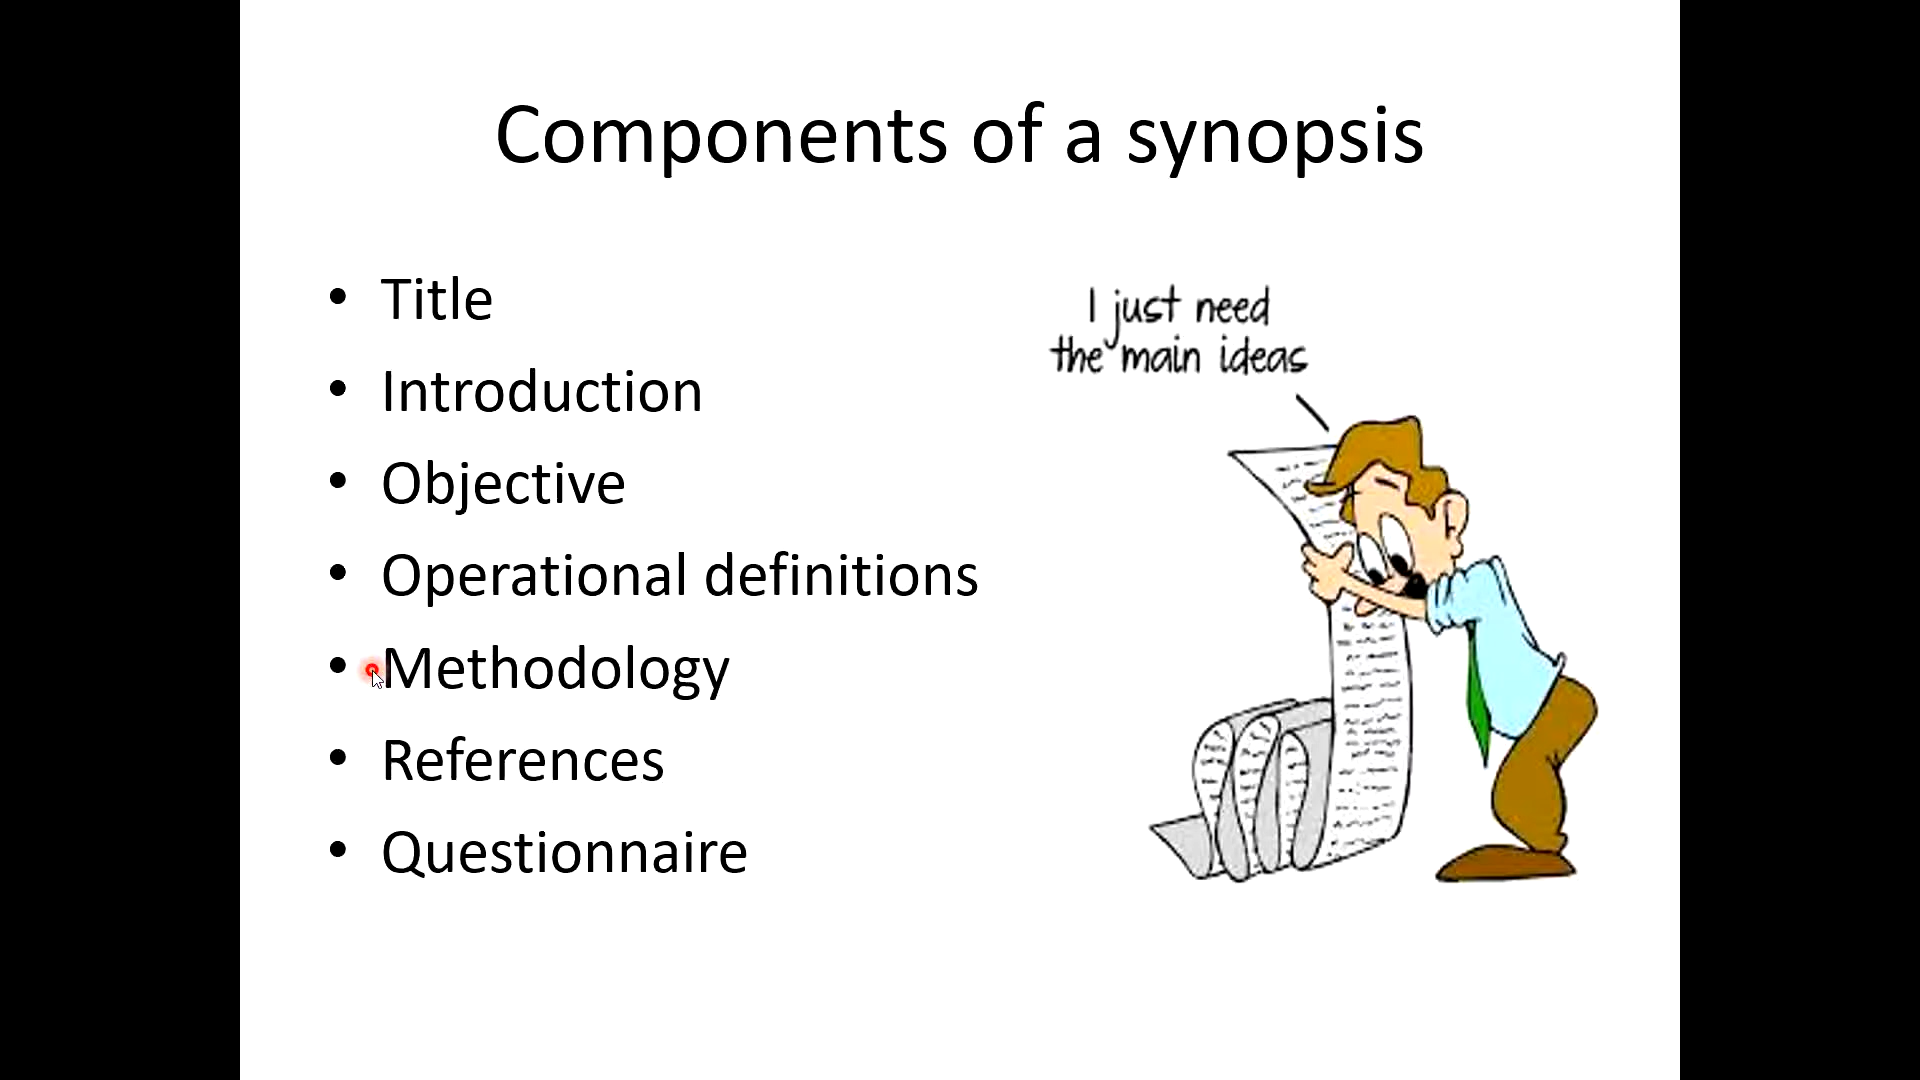 Components of a synopsis
• Title
• Introduction
• Objective
• Operational definitions
• Methodology
• References
• Questionnaire
I just need
the main ideas